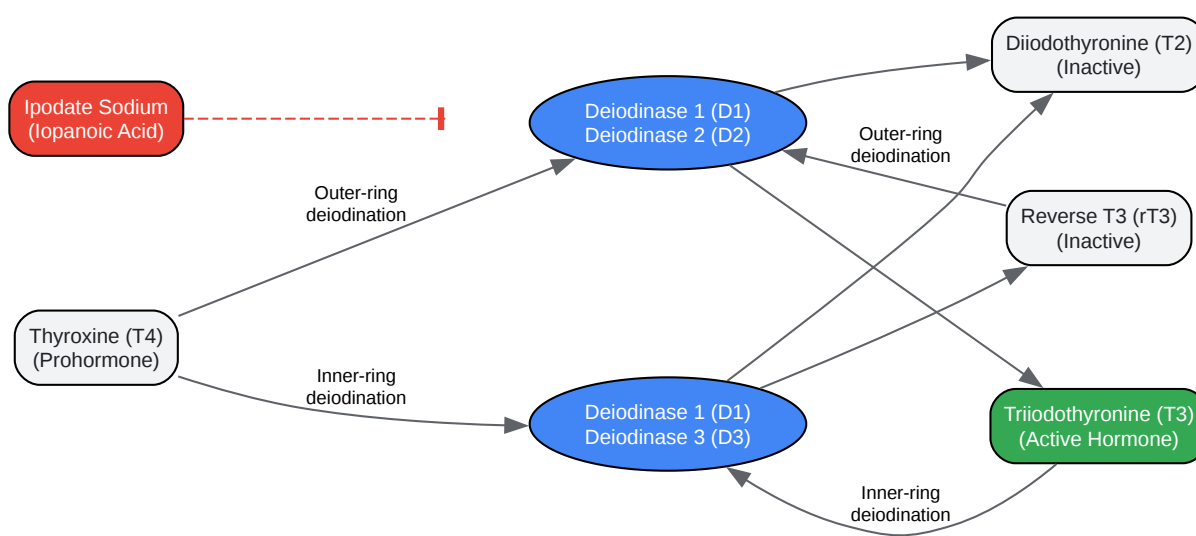 Diiodothyronine (T2)
(Inactive)
Ipodate Sodium
(Iopanoic Acid)
Deiodinase 1 (D1)
Deiodinase 2 (D2)
Outer-ring
deiodination
Outer-ring
deiodination
Reverse T3 (rT3)
(Inactive)
Thyroxine (T4)
(Prohormone)
Inner-ring
deiodination
Deiodinase 1 (D1)
Deiodinase 3 (D3)
Triiodothyronine (T3)
(Active Hormone)
Inner-ring
deiodination